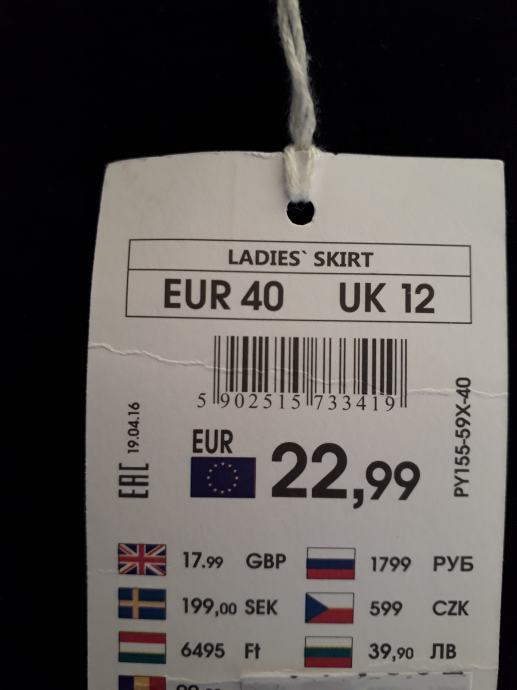 LADIES` SKIRT
EUR 40 UK 12
5 902515 733419
EAC 19.04.16
EUR 22,99
PY155-59X-40
17.99 GBP 1799 РУБ
199,00 SEK 599 CZK
6495 Ft 39,90 ЛВ